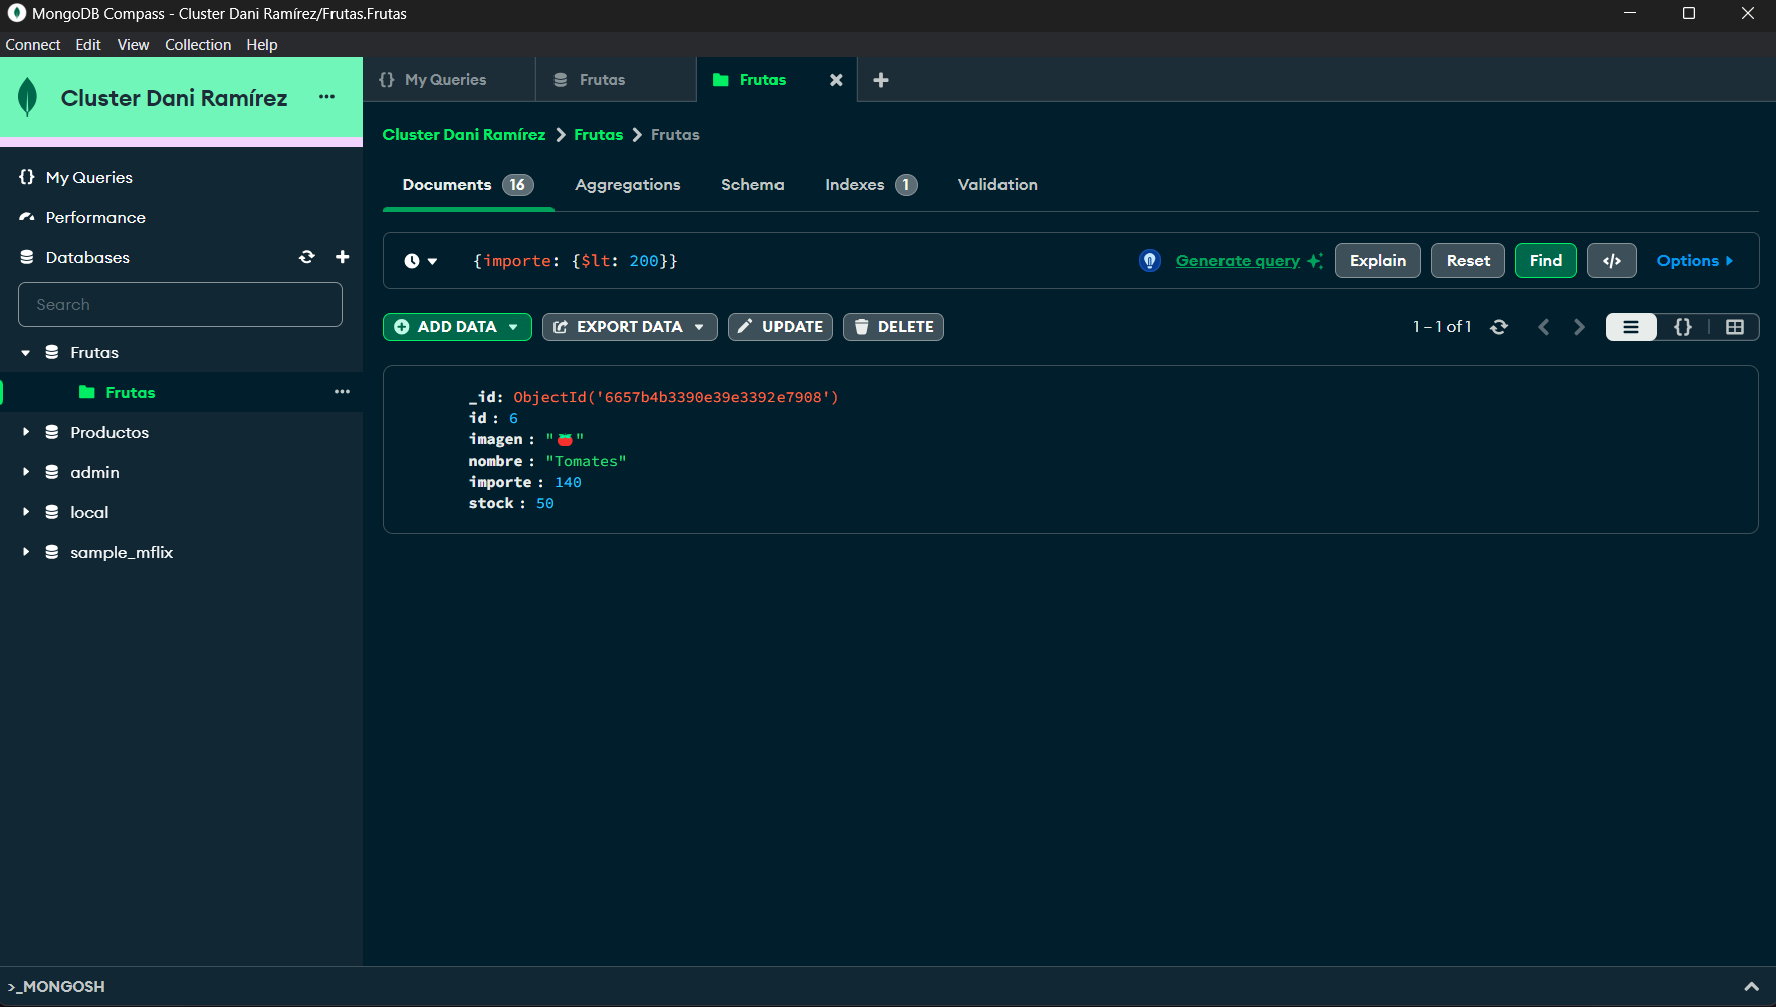 MongoDB Compass - Cluster Dani Ramírez/Frutas.Frutas
Connect Edit View Collection Help
Cluster Dani Ramírez
My Queries
Performance
Databases
Search
Frutas
Frutas
Productos
admin
local
sample_mflix
{} My Queries Frutas Frutas
Cluster Dani Ramírez > Frutas > Frutas
Documents 16 Aggregations Schema Indexes 1 Validation
{importe: {$lt: 200}}
Generate query Explain Reset Find </> Options
ADD DATA EXPORT DATA UPDATE DELETE
1 – 1 of 1
_id: ObjectId('6657b4b3390e39e3392e7908')
id : 6
imagen : "🍅"
nombre : "Tomates"
importe : 140
stock : 50
>_MONGOSH